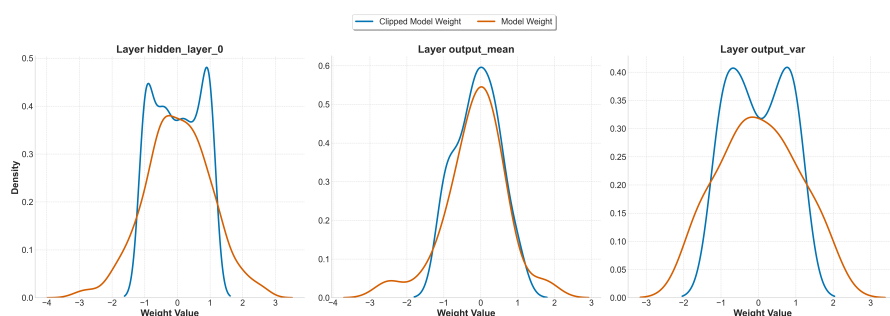 Clipped Model Weight Model Weight
Layer hidden_layer_0 Layer output_mean Layer output_var
Density
0.5
0.4
0.3
0.2
0.1
0.0
−4 −3 −2 −1 0 1 2 3
Weight Value
0.6
0.5
0.4
0.3
0.2
0.1
0.0
−4 −3 −2 −1 0 1 2 3
Weight Value
0.40
0.35
0.30
0.25
0.20
0.15
0.10
0.05
0.00
−3 −2 −1 0 1 2 3
Weight Value